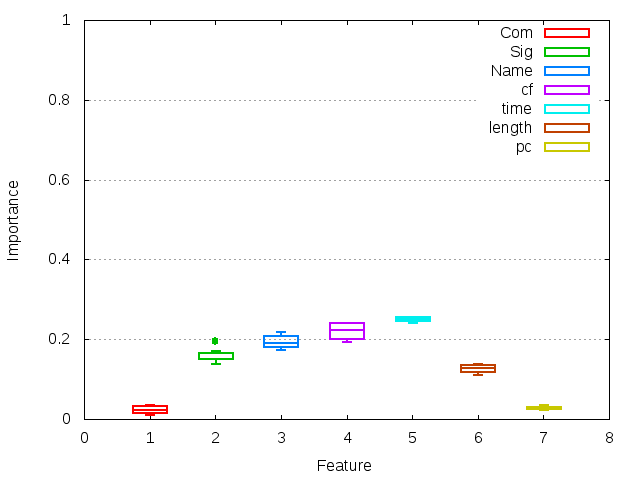 1
0.8
0.6
0.4
0.2
0
0 1 2 3 4 5 6 7 8
Importance
Feature
Com
Sig
Name
cf
time
length
pc